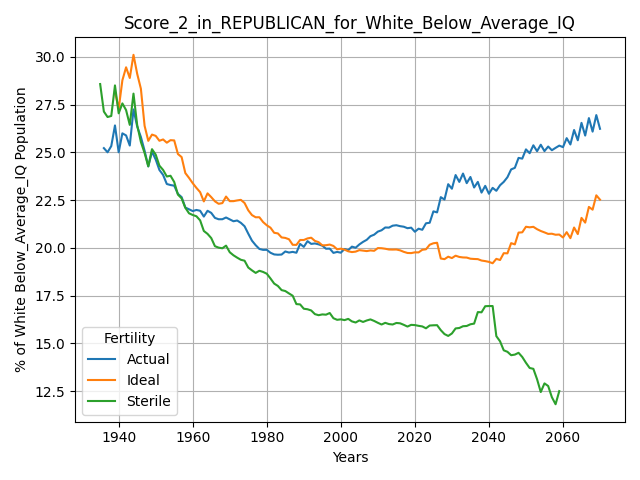 Score_2_in_REPUBLICAN_for_White_Below_Average_IQ
% of White Below_Average_IQ Population
30.0
27.5
25.0
22.5
20.0
17.5
15.0
12.5
Fertility
Actual
Ideal
Sterile
1940 1960 1980 2000 2020 2040 2060
Years